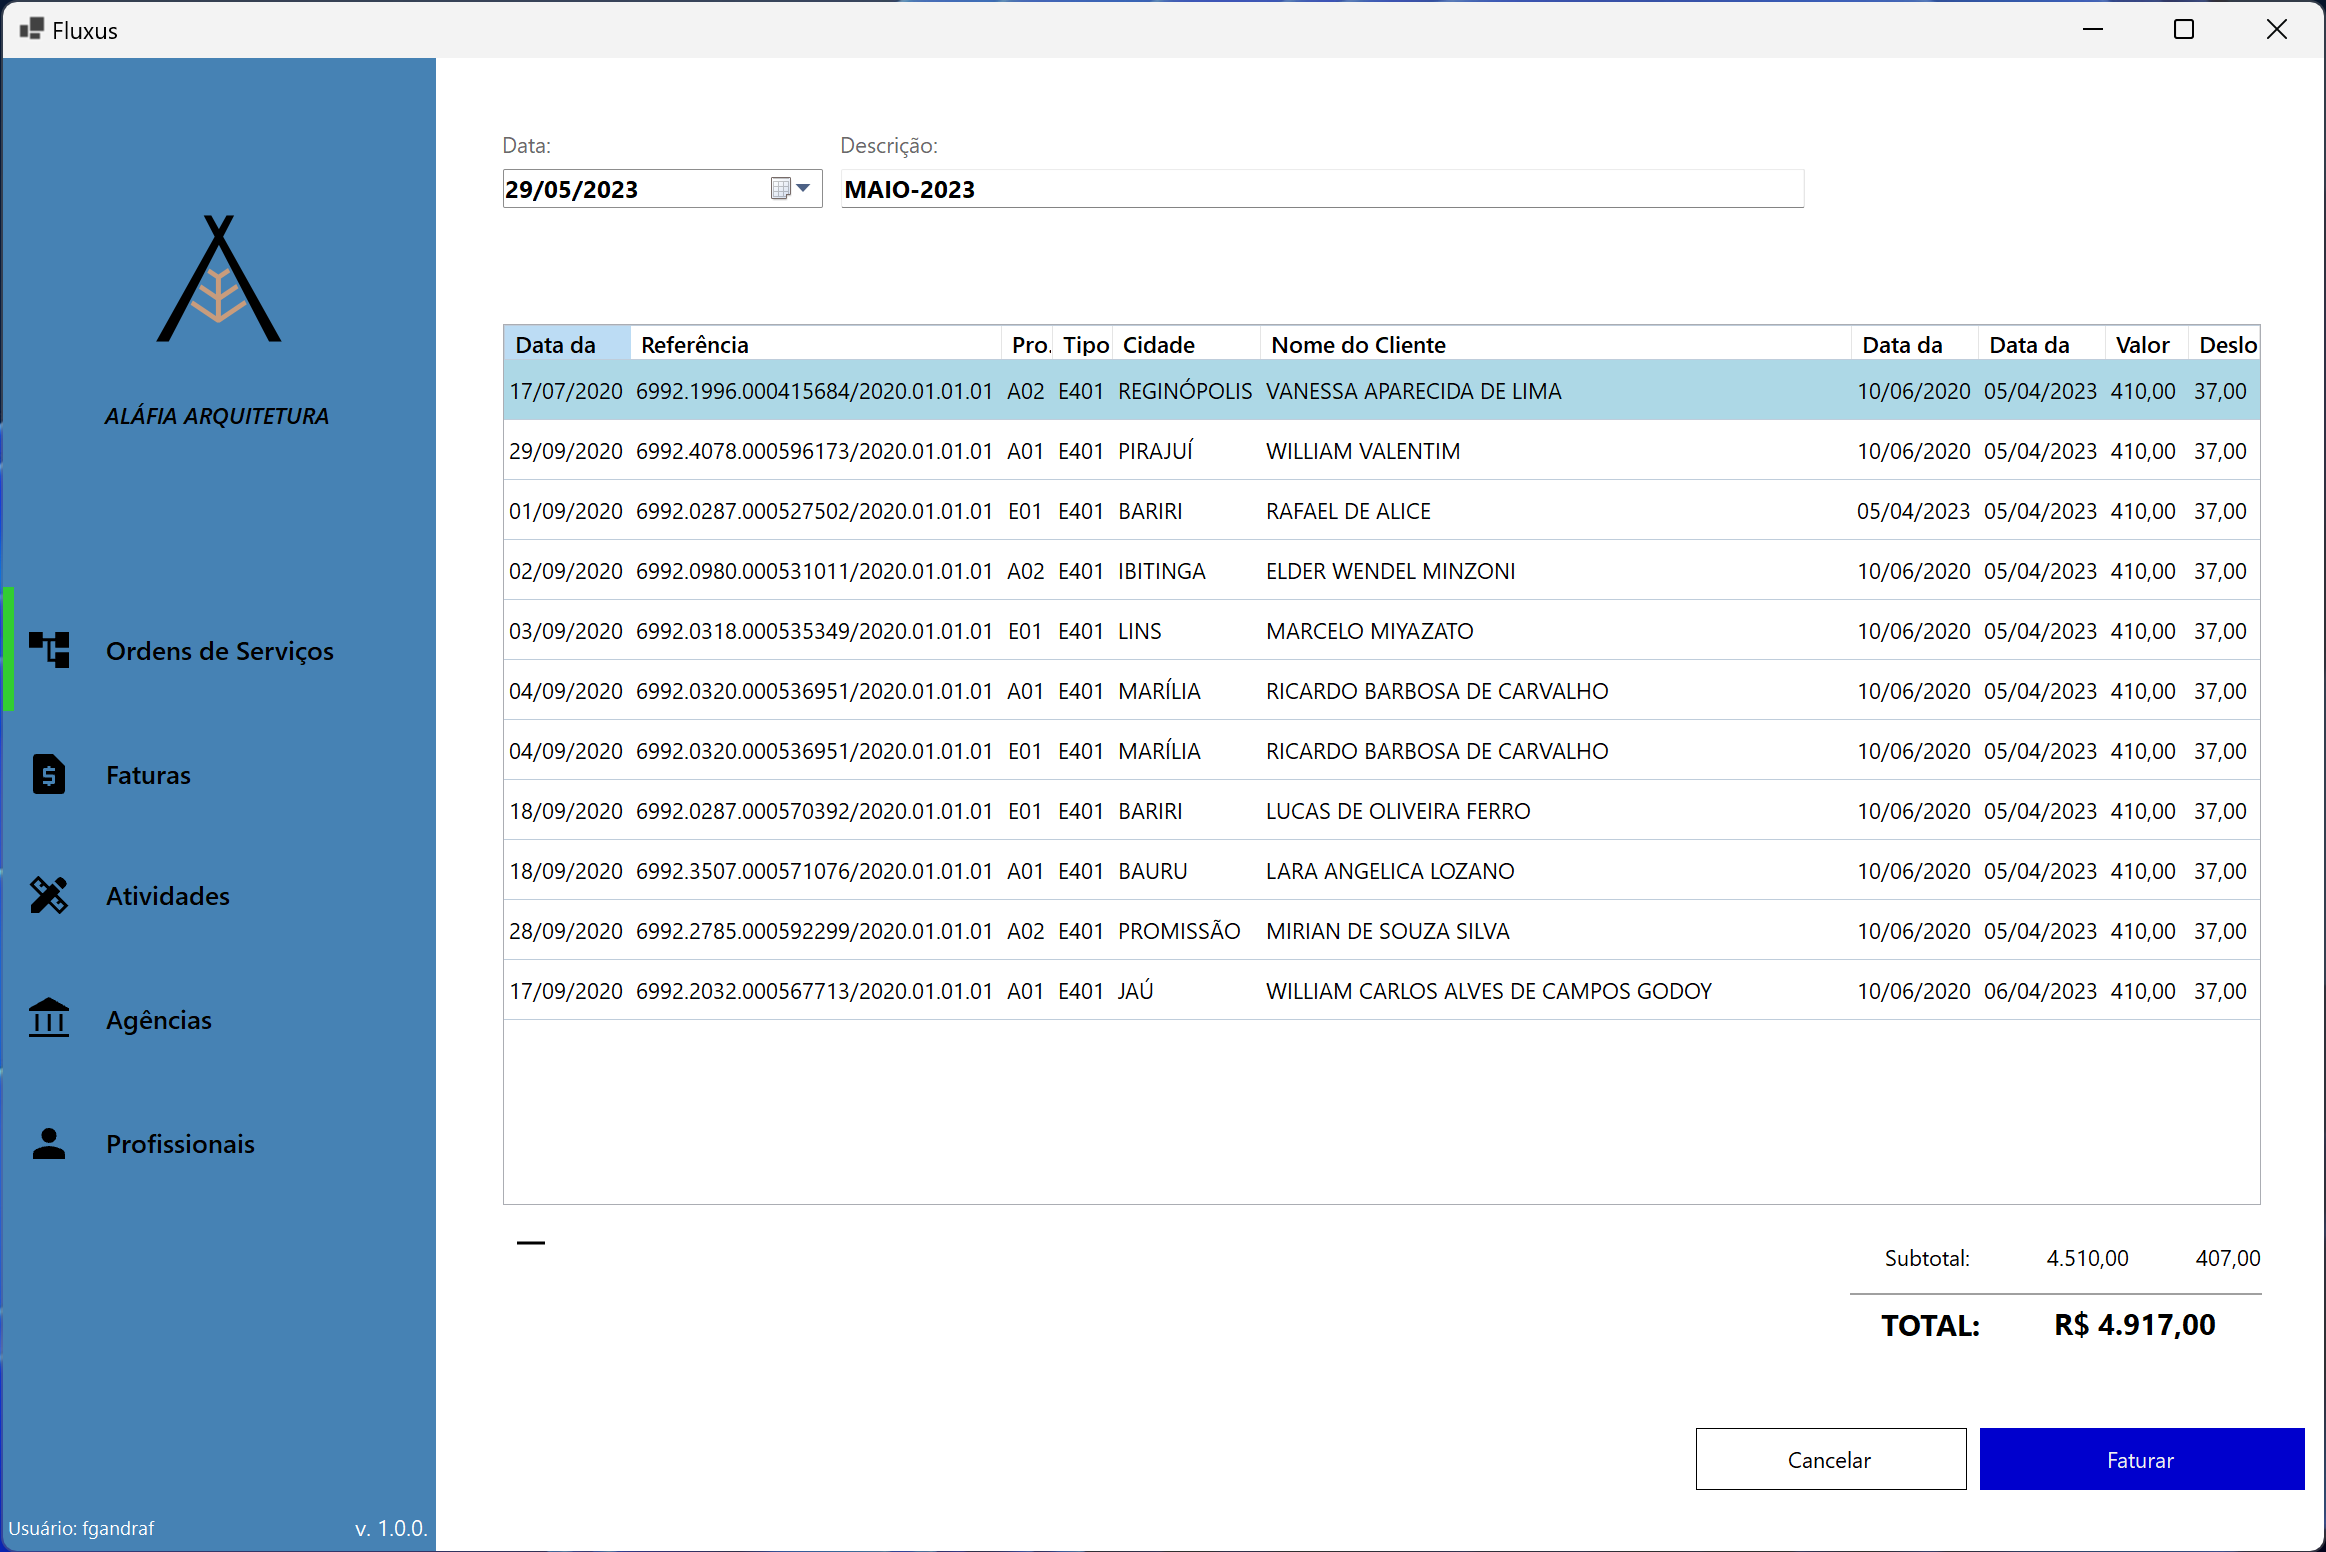 Fluxus
ALÁFIA ARQUITETURA
Ordens de Serviços
Faturas
Atividades
Agências
Profissionais
Usuário: fgandraf v. 1.0.0.
Data: Descrição:
29/05/2023 MAIO-2023
Data da Referência Pro. Tipo Cidade Nome do Cliente Data da Data da Valor Deslo
17/07/2020 6992.1996.000415684/2020.01.01.01 A02 E401 REGINÓPOLIS VANESSA APARECIDA DE LIMA 10/06/2020 05/04/2023 410,00 37,00
29/09/2020 6992.4078.000596173/2020.01.01.01 A01 E401 PIRAJUÍ WILLIAM VALENTIM 10/06/2020 05/04/2023 410,00 37,00
01/09/2020 6992.0287.000527502/2020.01.01.01 E01 E401 BARIRI RAFAEL DE ALICE 05/04/2023 05/04/2023 410,00 37,00
02/09/2020 6992.0980.000531011/2020.01.01.01 A02 E401 IBITINGA ELDER WENDEL MINZONI 10/06/2020 05/04/2023 410,00 37,00
03/09/2020 6992.0318.000535349/2020.01.01.01 E01 E401 LINS MARCELO MIYAZATO 10/06/2020 05/04/2023 410,00 37,00
04/09/2020 6992.0320.000536951/2020.01.01.01 A01 E401 MARÍLIA RICARDO BARBOSA DE CARVALHO 10/06/2020 05/04/2023 410,00 37,00
04/09/2020 6992.0320.000536951/2020.01.01.01 E01 E401 MARÍLIA RICARDO BARBOSA DE CARVALHO 10/06/2020 05/04/2023 410,00 37,00
18/09/2020 6992.0287.000570392/2020.01.01.01 E01 E401 BARIRI LUCAS DE OLIVEIRA FERRO 10/06/2020 05/04/2023 410,00 37,00
18/09/2020 6992.3507.000571076/2020.01.01.01 A01 E401 BAURU LARA ANGELICA LOZANO 10/06/2020 05/04/2023 410,00 37,00
28/09/2020 6992.2785.000592299/2020.01.01.01 A02 E401 PROMISSÃO MIRIAN DE SOUZA SILVA 10/06/2020 05/04/2023 410,00 37,00
17/09/2020 6992.2032.000567713/2020.01.01.01 A01 E401 JAÚ WILLIAM CARLOS ALVES DE CAMPOS GODOY 10/06/2020 06/04/2023 410,00 37,00
Subtotal: 4.510,00 407,00
TOTAL: R$ 4.917,00
Cancelar Faturar